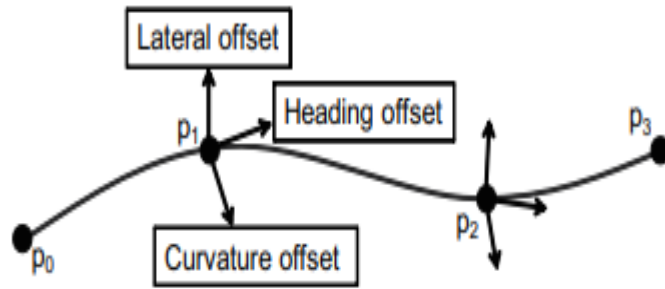 Lateral offset
p1
Heading offset
p3
p0
Curvature offset
p2